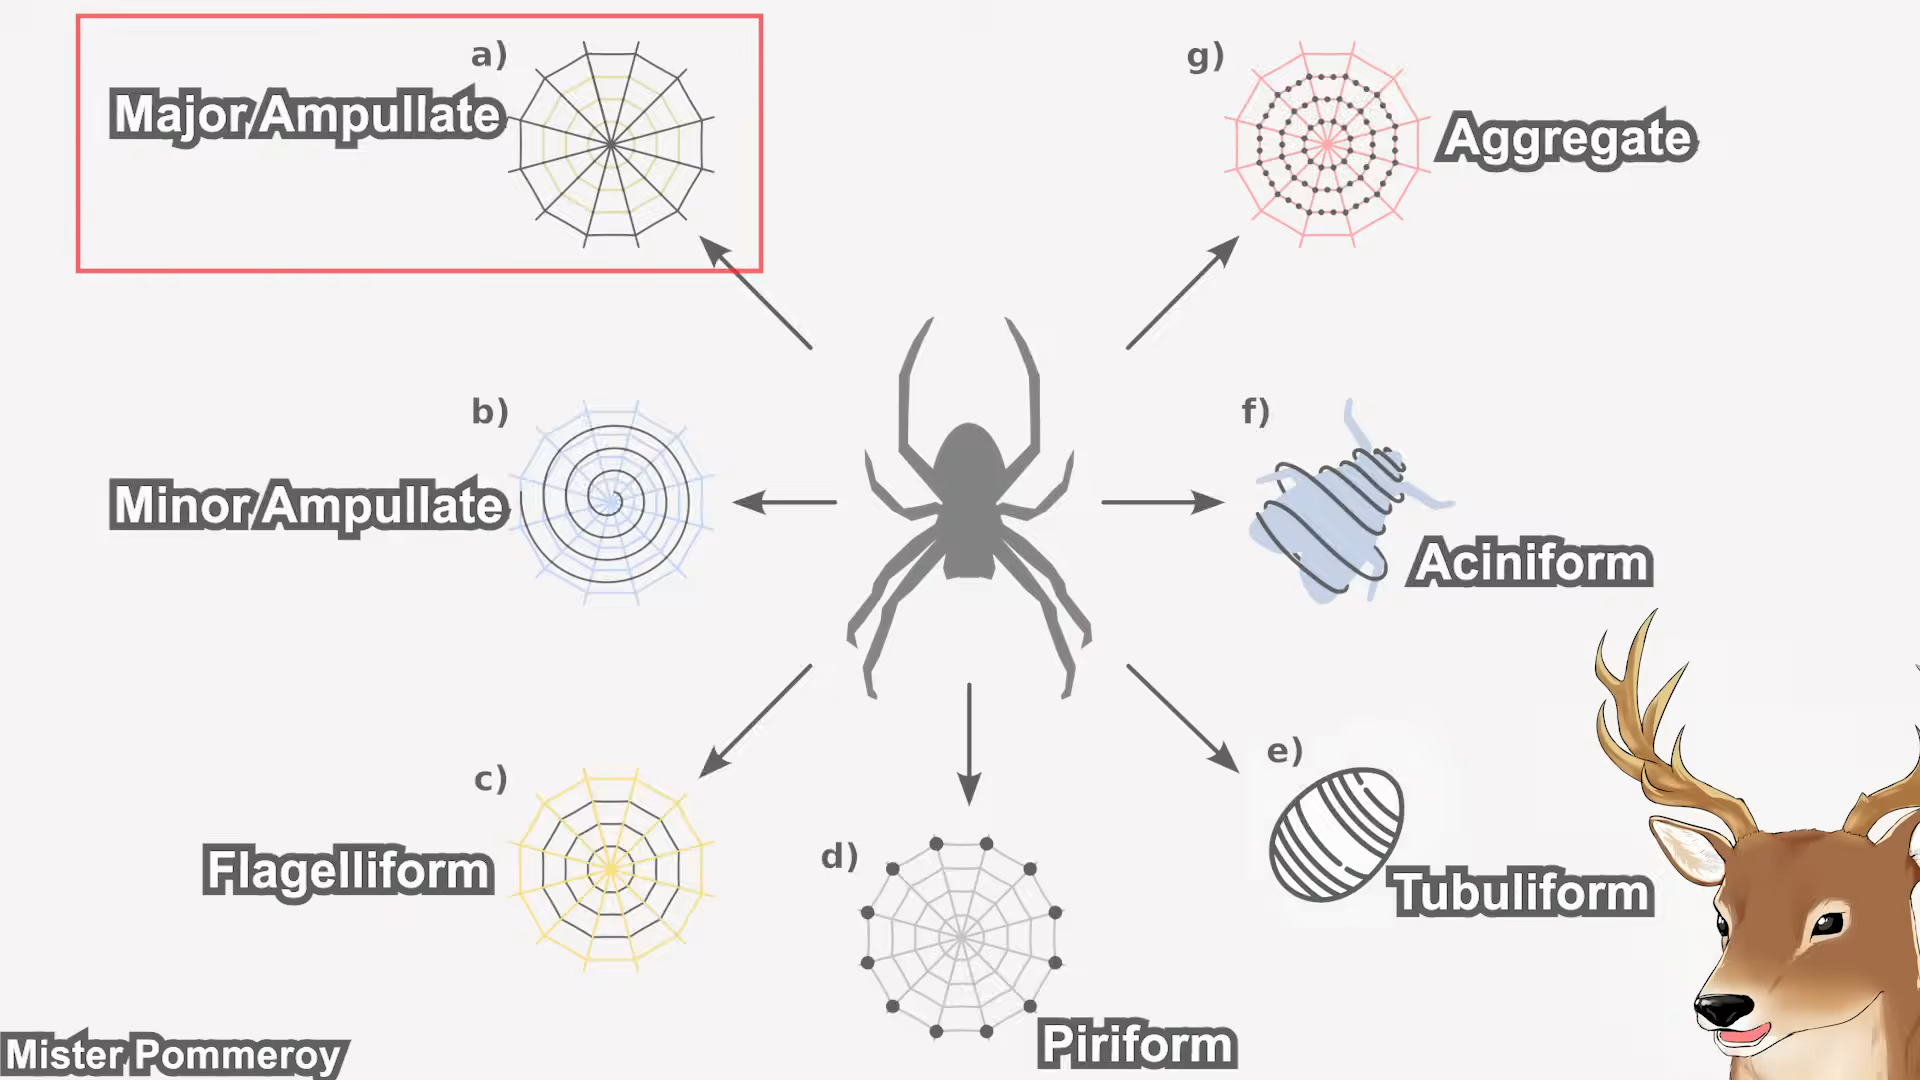 a)
Major Ampullate
g)
Aggregate
b)
Minor Ampullate
f)
Aciniform
c)
Flagelliform
d)
Piriform
e)
Tubuliform
Mister Pommeroy